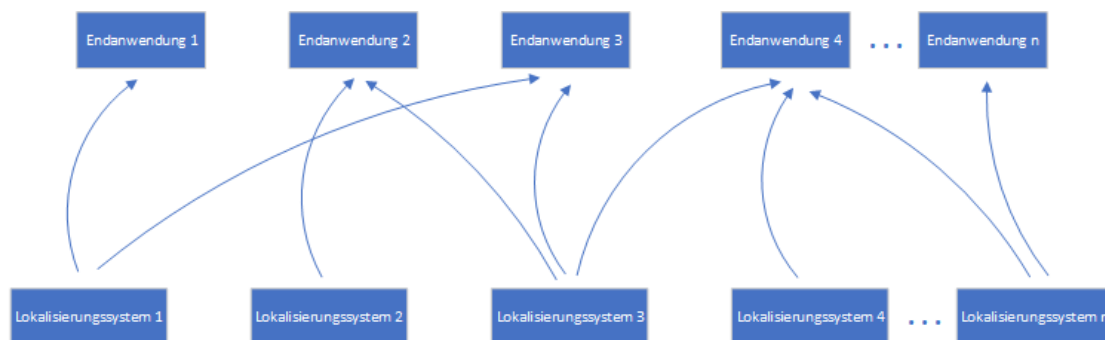 Endanwendung 1
Endanwendung 2
Endanwendung 3
Endanwendung 4
...
Endanwendung n
Lokalisierungssystem 1
Lokalisierungssystem 2
Lokalisierungssystem 3
Lokalisierungssystem 4
...
Lokalisierungssystem n